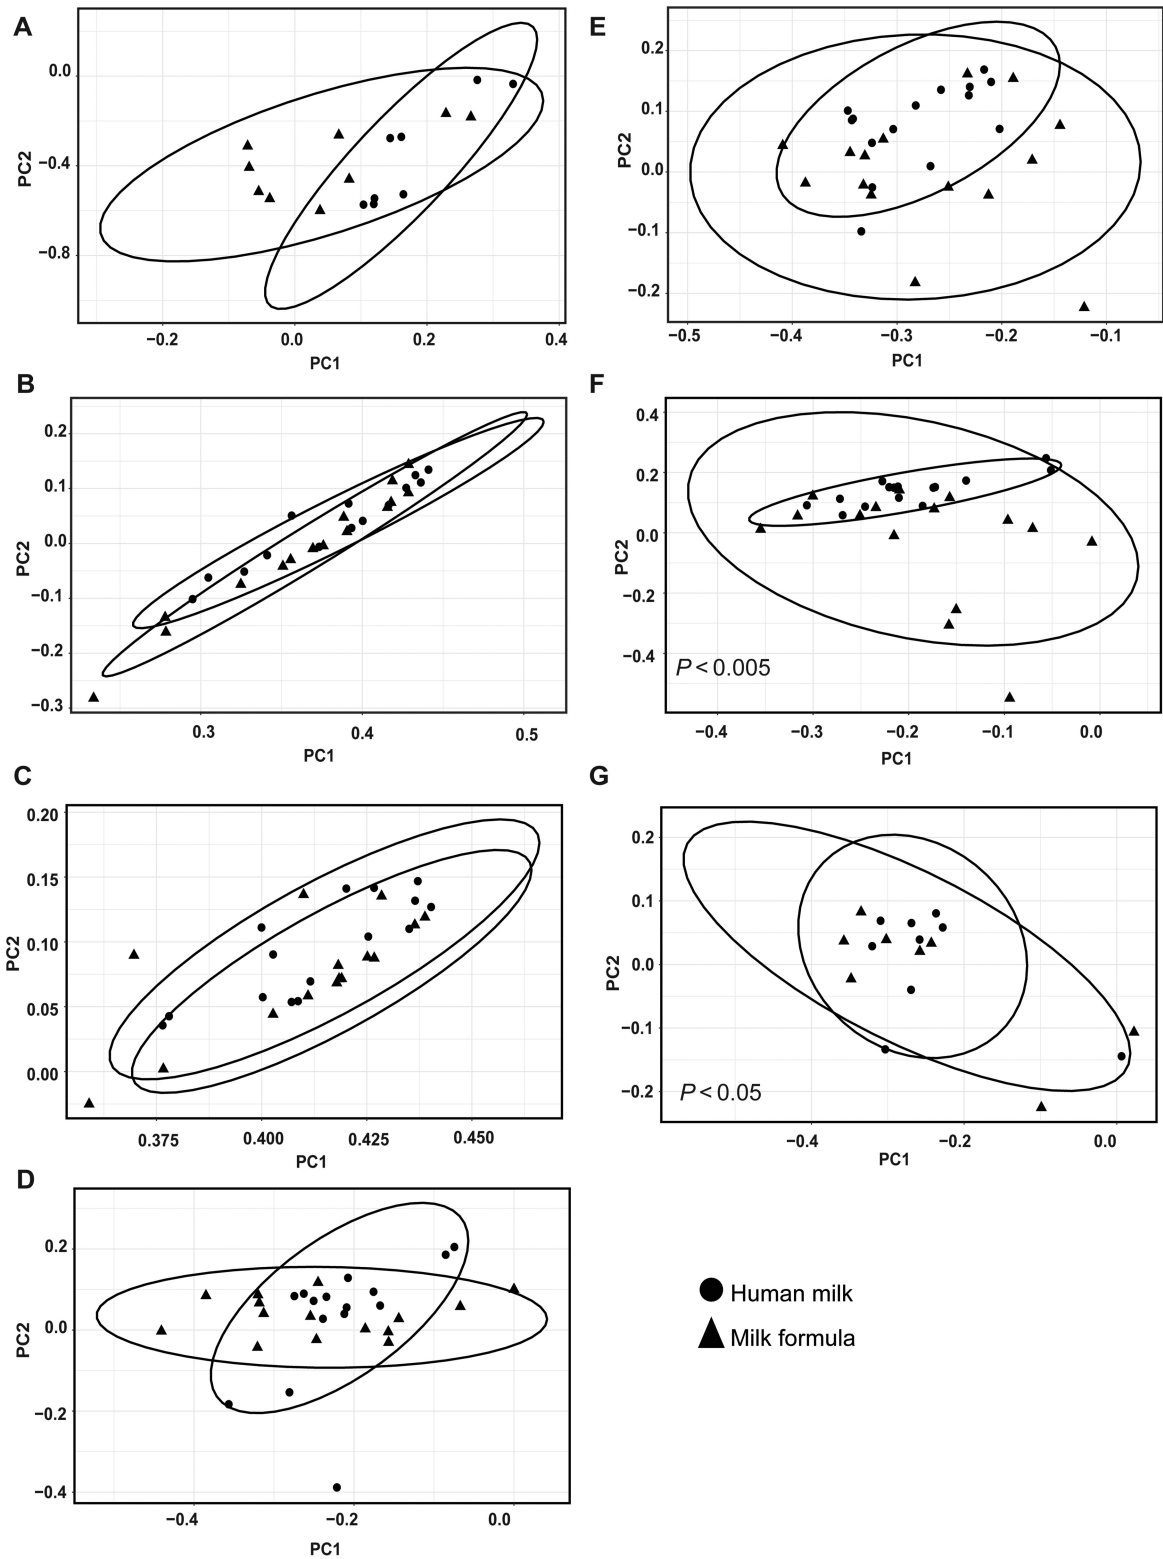 A
PC2
0.0
−0.4
−0.8
−0.2
0.0
0.2
0.4
PC1
B
PC2
0.2
0.1
0.0
−0.1
−0.2
−0.3
0.3
0.4
0.5
PC1
C
PC2
0.20
0.15
0.10
0.05
0.00
0.375
0.400
0.425
0.450
PC1
D
PC2
0.2
0.0
−0.2
−0.4
−0.4
−0.2
0.0
PC1
E
PC2
0.2
0.1
0.0
−0.1
−0.2
−0.5
−0.4
−0.3
−0.2
−0.1
PC1
F
PC2
0.4
0.2
0.0
−0.2
−0.4
P < 0.005
−0.4
−0.3
−0.2
−0.1
0.0
PC1
G
PC2
0.2
0.1
0.0
−0.1
−0.2
P < 0.05
−0.4
−0.2
0.0
PC1
Human milk
Milk formula